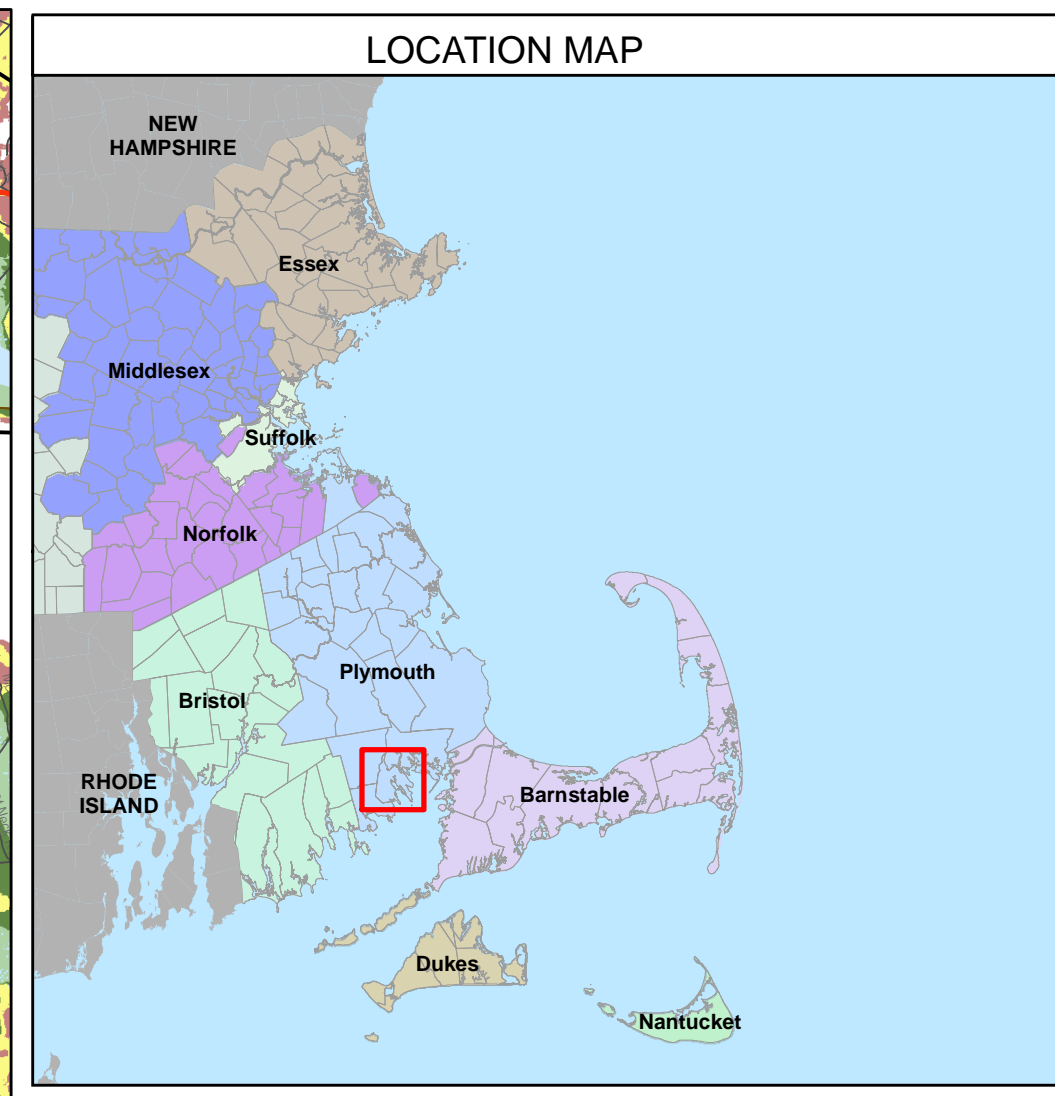 LOCATION MAP
NEW
HAMPSHIRE
Essex
Middlesex
Suffolk
Norfolk
Plymouth
Bristol
RHODE
ISLAND
Barnstable
Dukes
Nantucket